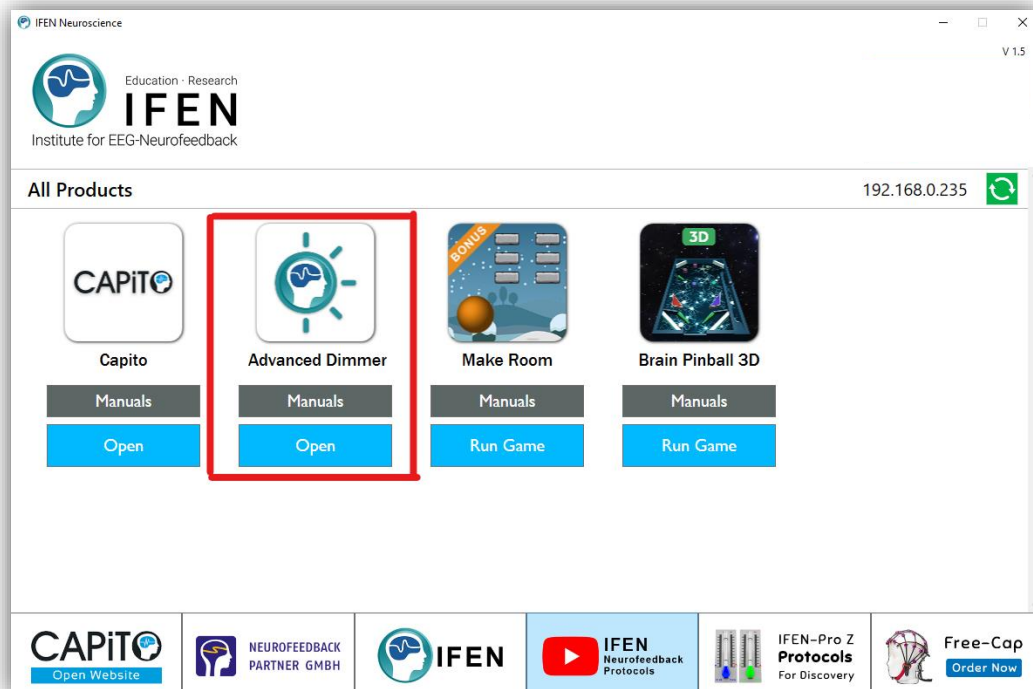 IFEN Neuroscience
V 1.5
Education · Research
IFEN
Institute for EEG-Neurofeedback
All Products
192.168.0.235
CAPiTO
Capito
Manuals
Open
Advanced Dimmer
Manuals
Open
BONUS
Make Room
Manuals
Run Game
3D
Brain Pinball 3D
Manuals
Run Game
CAPiTO
Open Website
NEUROFEEDBACK
PARTNER GMBH
IFEN
IFEN
Neurofeedback
Protocols
IFEN-Pro Z
Protocols
For Discovery
Free-Cap
Order Now